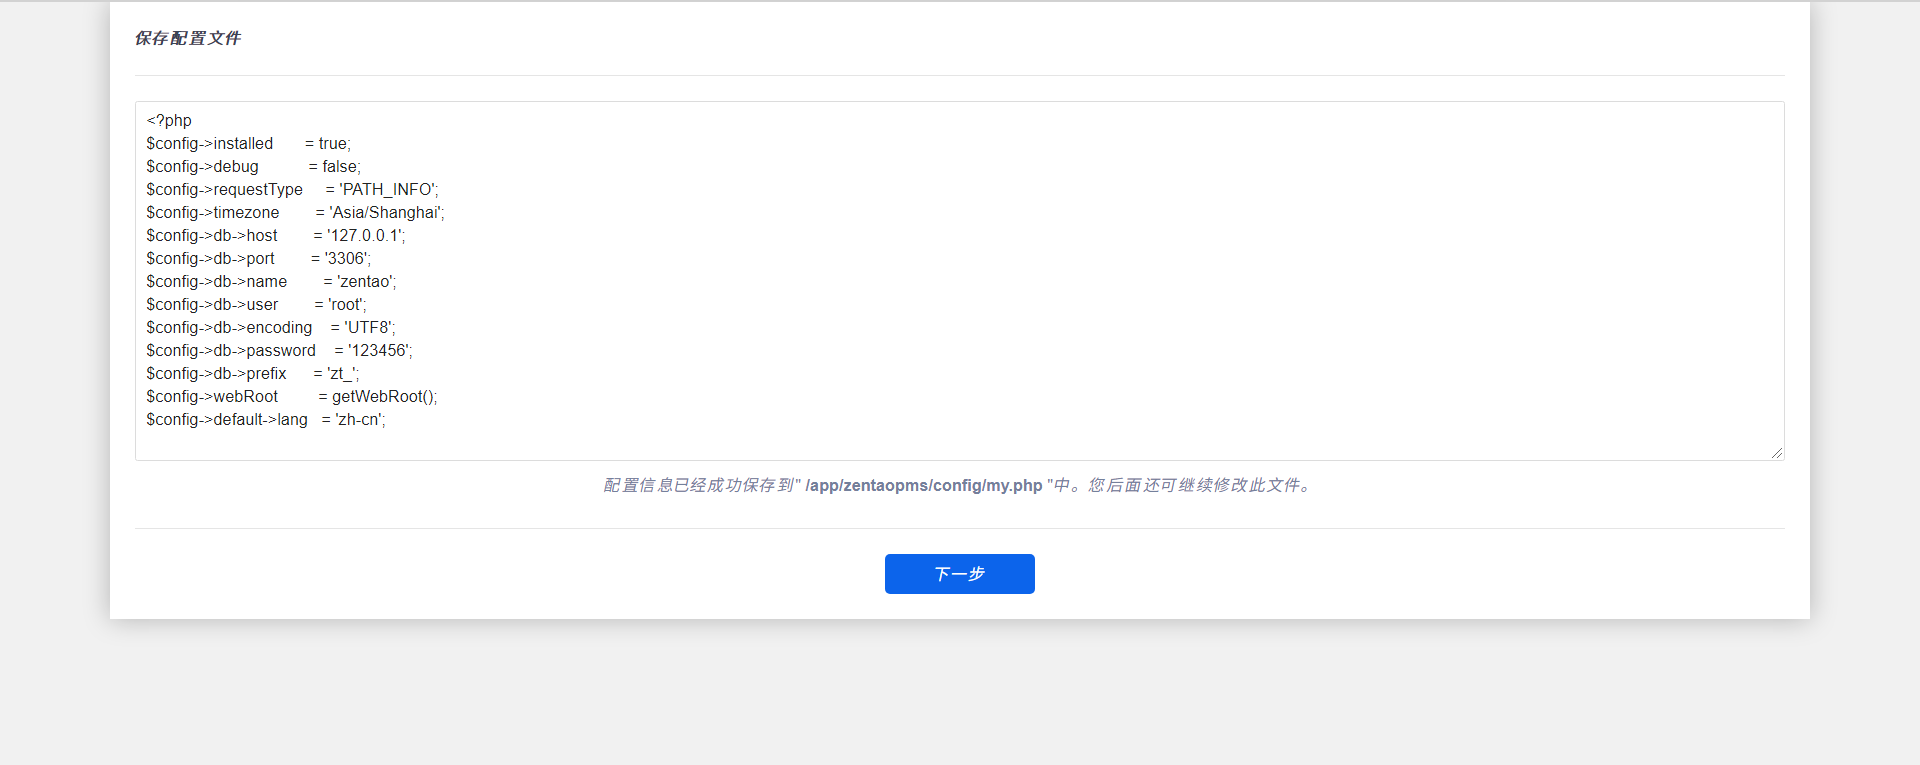 保存配置文件
<?php
$config->installed       = true;
$config->debug           = false;
$config->requestType     = 'PATH_INFO';
$config->timezone        = 'Asia/Shanghai';
$config->db->host        = '127.0.0.1';
$config->db->port        = '3306';
$config->db->name        = 'zentao';
$config->db->user        = 'root';
$config->db->encoding    = 'UTF8';
$config->db->password    = '123456';
$config->db->prefix      = 'zt_';
$config->webRoot         = getWebRoot();
$config->default->lang   = 'zh-cn';
配置信息已经成功保存到" /app/zentaopms/config/my.php "中。您后面还可继续修改此文件。
下一步